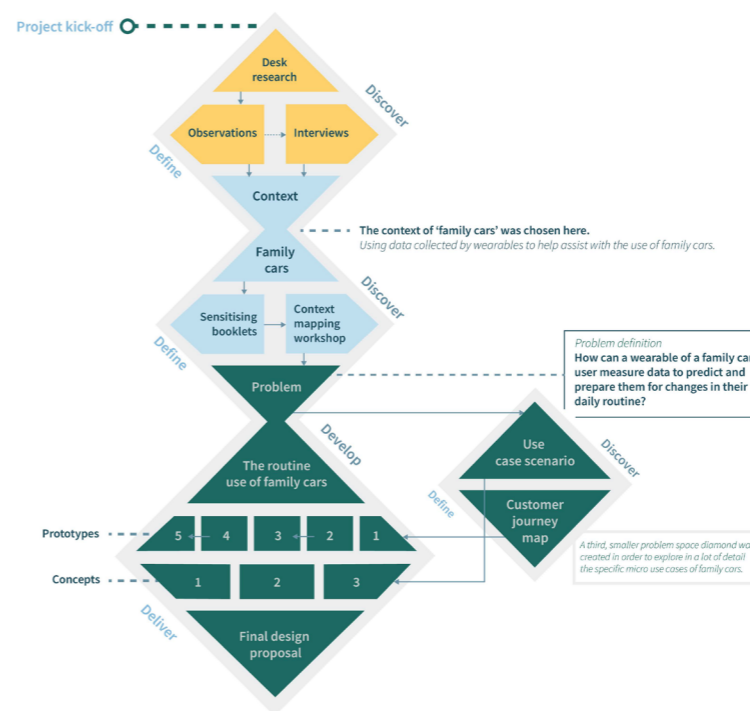 Project kick-off
Desk
research
Discover
Observations
Interviews
Define
Context
The context of ‘family cars’ was chosen here.
Using data collected by wearables to help assist with the use of family cars.
Family
cars
Discover
Sensitising
booklets
Context
mapping
workshop
Define
Problem definition
How can a wearable of a family car
user measure data to predict and
prepare them for changes in their
daily routine?
Problem
Develop
Use
case scenario
Discover
The routine
use of family cars
Define
Customer
journey
map
Prototypes
5 4 3 2 1
A third, smaller problem space diamond wa
created in order to explore in a lot of detail
the specific micro use cases of family cars.
Concepts
1 2 3
Deliver
Final design
proposal